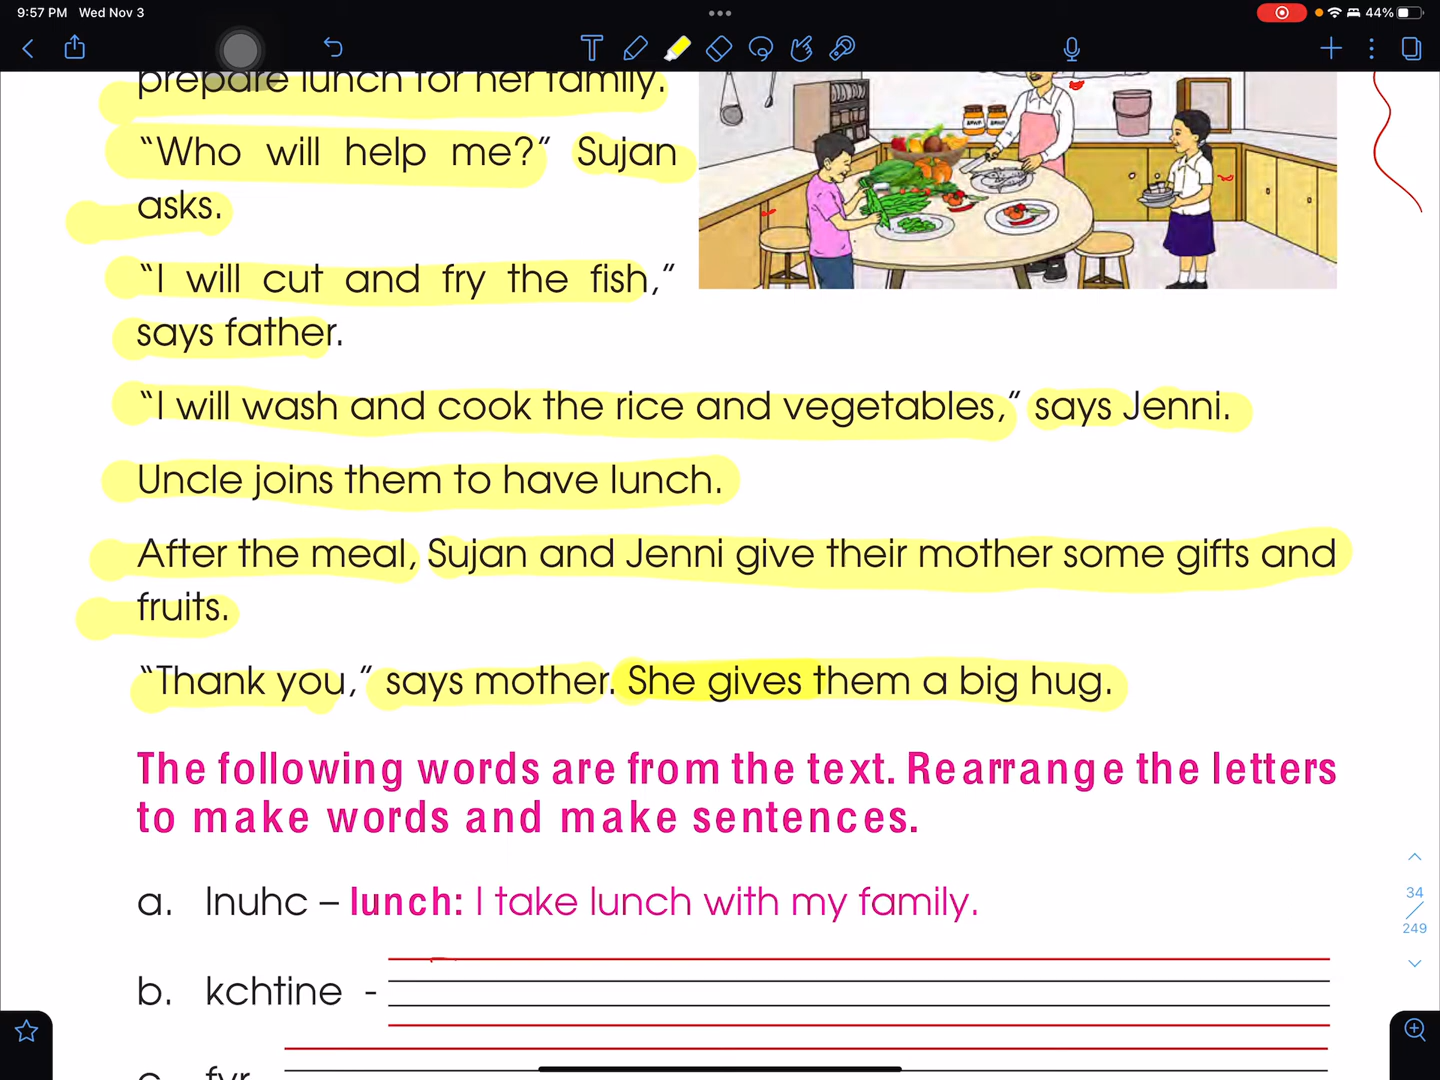 9:57 PM Wed Nov 3
44%
prepare lunch for her family.
“Who will help me?” Sujan
asks.
“I will cut and fry the fish,”
says father.
“I will wash and cook the rice and vegetables,” says Jenni.
Uncle joins them to have lunch.
After the meal, Sujan and Jenni give their mother some gifts and
fruits.
“Thank you,” says mother. She gives them a big hug.
The following words are from the text. Rearrange the letters
to make words and make sentences.
a. lnuhc – lunch: I take lunch with my family.
34
249
b. kchtine -
c. fyr